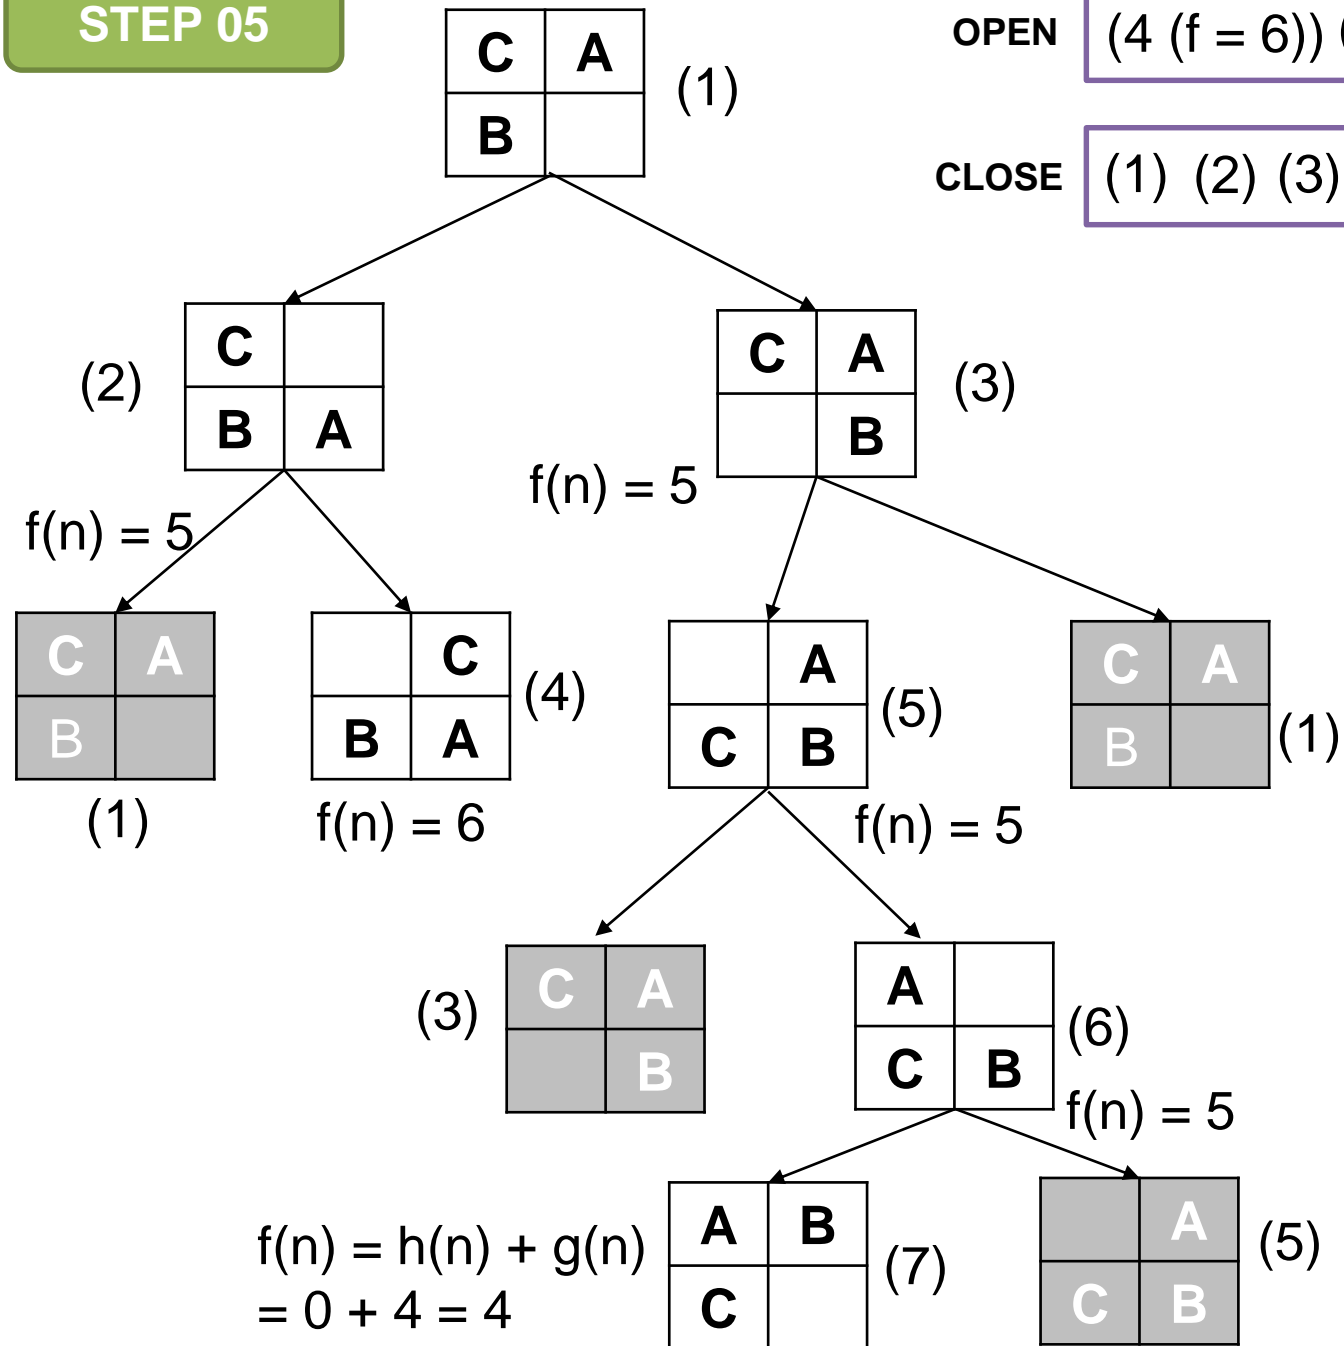 STEP 05
C A
B
(1)
OPEN
(4 (f = 6)) (
CLOSE
(1) (2) (3)
(2)
C
B A
f(n) = 5
C A
B
(3)
f(n) = 5
C A
B
(1)
C
B A
(4)
f(n) = 6
A
C B
(5)
f(n) = 5
C A
B
(1)
(3)
C A
B
A
C B
(6)
f(n) = 5
f(n) = h(n) + g(n)
= 0 + 4 = 4
A B
C
(7)
A
C B
(5)